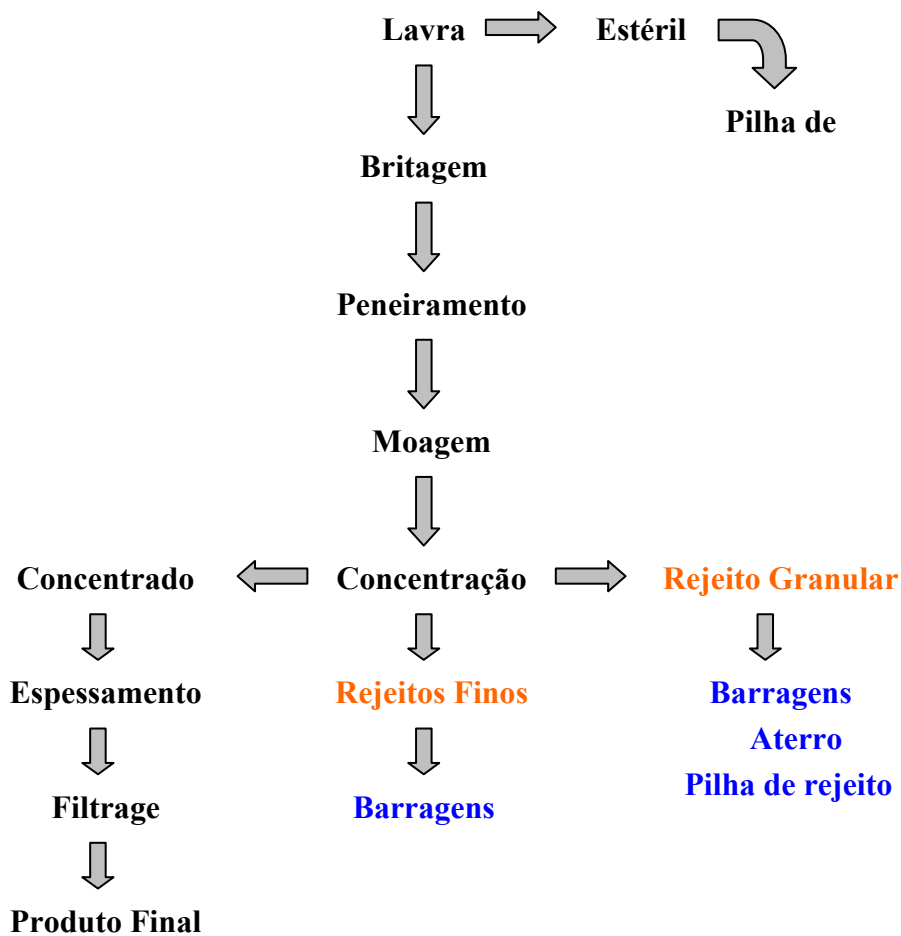 Lavra
Estéril
Pilha de
Britagem
Peneiramento
Moagem
Concentrado
Concentração
Rejeito Granular
Espessamento
Rejeitos Finos
Barragens
Aterro
Pilha de rejeito
Filtrage
Barragens
Produto Final